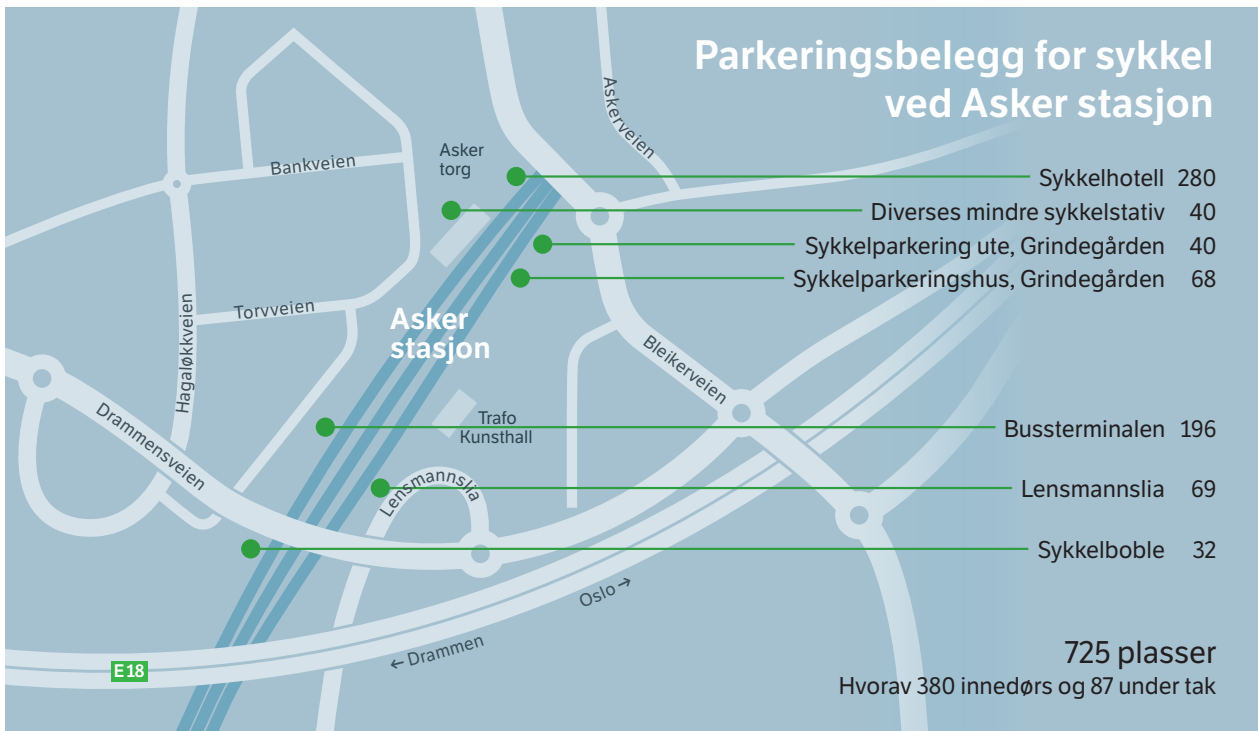 Parkeringsbelegg for sykkel
ved Asker stasjon
Askerveien
Asker
torg
Bankveien
Sykkelhotell 280
Diverses mindre sykkelstativ 40
Sykkelparkering ute, Grindegården 40
Sykkelparkeringshus, Grindegården 68
Torvveien
Hagaløkkveien
Asker
stasjon
Bleikerveien
Drammensveien
Trafo
Kunsthall
Bussterminalen 196
Lensmannslia
Lensmannslia 69
Sykkelboble 32
Oslo →
← Drammen
E18
725 plasser
Hvorav 380 innedørs og 87 under tak